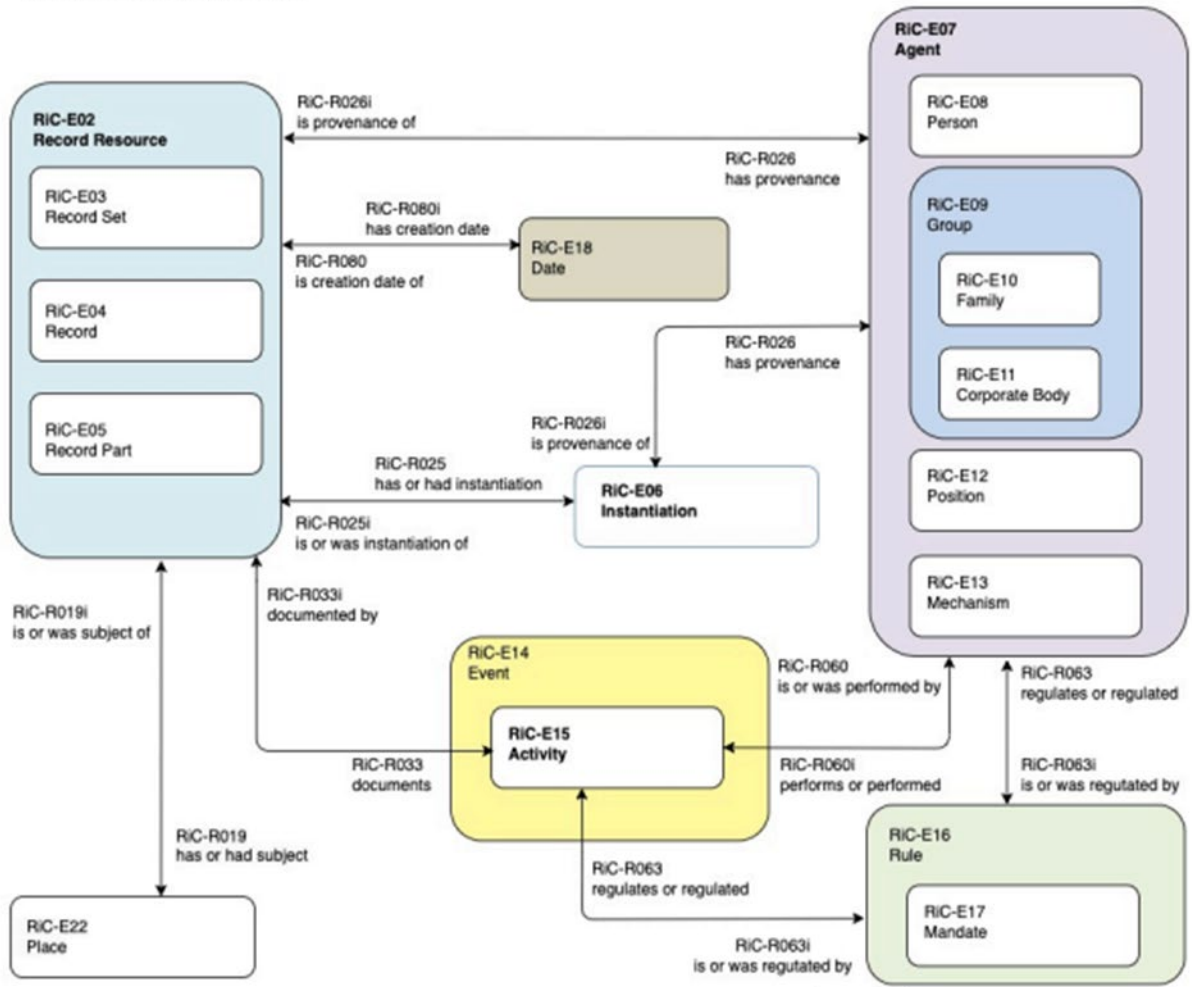 RiC-E07
Agent
RiC-E08
Person
RiC-E09
Group
RiC-E10
Family
RiC-E11
Corporate Body
RiC-E12
Position
RiC-E13
Mechanism
RiC-E02
Record Resource
RiC-E03
Record Set
RiC-E04
Record
RiC-E05
Record Part
RiC-R026i
is provenance of
RiC-R026
has provenance
RiC-R080i
has creation date
RiC-R080
is creation date of
RiC-E18
Date
RiC-R026
has provenance
RiC-R026i
is provenance of
RiC-R025
has or had instantiation
RiC-R025i
is or was instantiation of
RiC-E06
Instantiation
RiC-R019i
is or was subject of
RiC-R033i
documented by
RiC-E14
Event
RiC-E15
Activity
RiC-R033
documents
RiC-R060
is or was performed by
RiC-R060i
performs or performed
RiC-R063
regulates or regulated
RiC-R063i
is or was regutated by
RiC-R019
has or had subject
RiC-E22
Place
RiC-R063
regulates or regulated
RiC-R063i
is or was regutated by
RiC-E16
Rule
RiC-E17
Mandate